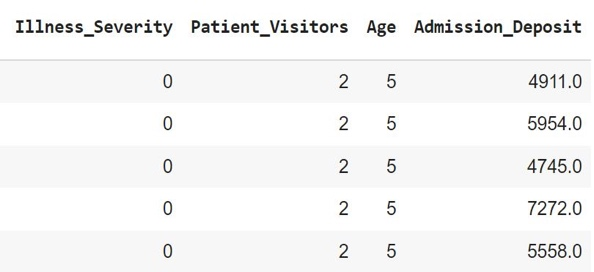 Illness_Severity Patient_Visitors Age Admission_Deposit
0 2 5 4911.0
0 2 5 5954.0
0 2 5 4745.0
0 2 5 7272.0
0 2 5 5558.0